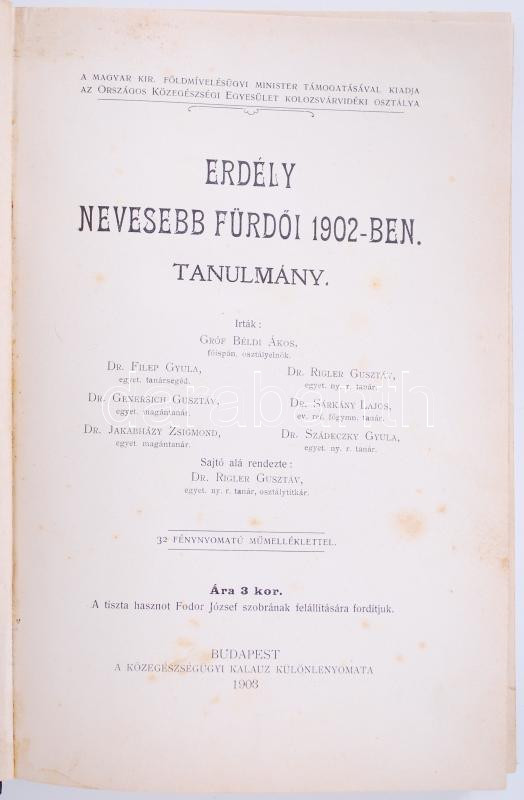 A MAGYAR KIR. FÖLDMÍVELÉSÜGYI MINISTER TÁMOGATÁSÁVAL KIADJA
AZ ORSZÁGOS KÖZEGÉSZSÉGI EGYESÜLET KOLOZSVÁRVIDÉKI OSZTÁLYA
ERDÉLY
NEVESEBB FÜRDŐI 1902-BEN.
TANULMÁNY.
Irták:
GRÓF BÉLDI ÁKOS,
főispán, osztályelnök.
DR. FILEP GYULA,
egyet. tanársegéd.
DR. GENERSICH GUSZTÁV,
egyet. magántanár.
DR. JAKABHÁZY ZSIGMOND,
egyet. magántanár.
DR. RIGLER GUSZTÁV,
egyet. ny. r. tanár.
DR. SÁRKÁNY LAJOS,
ev. ref. főgymn. tanár.
DR. SZÁDECZKY GYULA,
egyet. ny. r. tanár.
Sajtó alá rendezte:
DR. RIGLER GUSZTÁV,
egyet. ny. r. tanár, osztálytitkár.
32 FÉNYNYOMATÚ MŰMELLÉKLETTEL.
Ára 3 kor.
A tiszta hasznot Fodor József szobrának felállítására fordítjuk.
BUDAPEST
A KÖZEGÉSZSÉGÜGYI KALAUZ KÜLÖNLENYOMATA
1903
darabanth